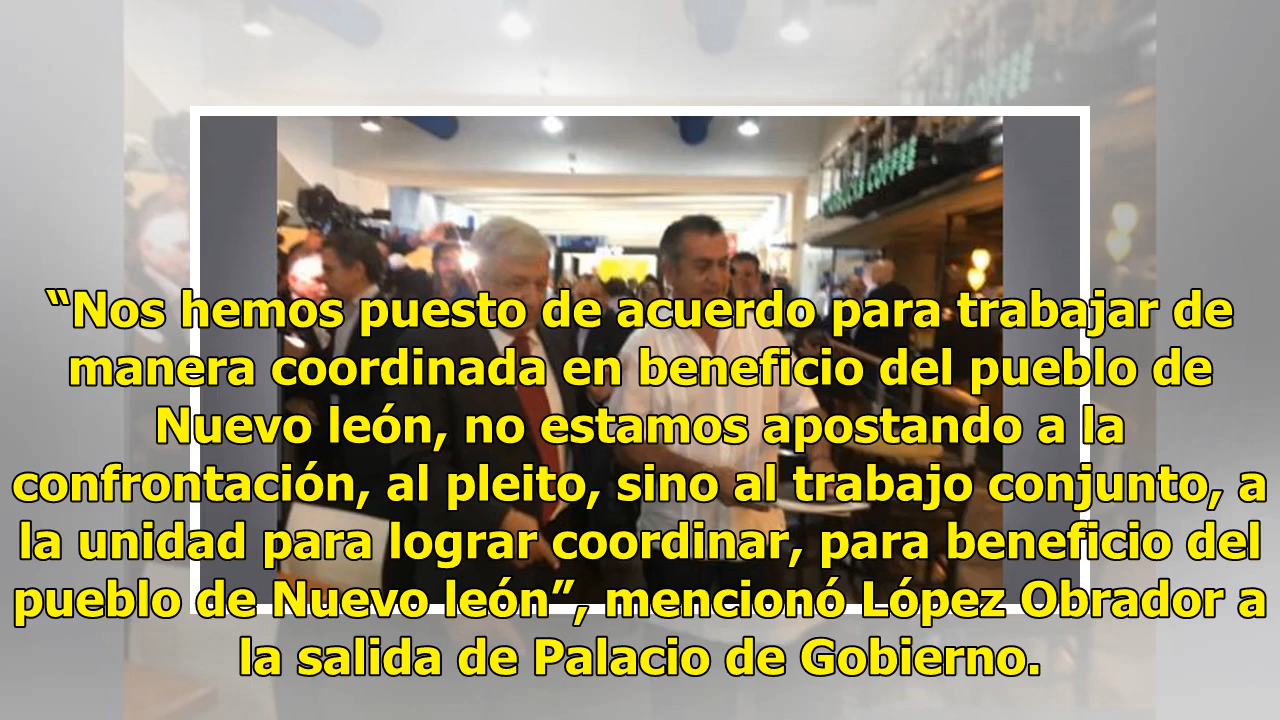 “Nos hemos puesto de acuerdo para trabajar de
manera coordinada en beneficio del pueblo de
Nuevo león, no estamos apostando a la
confrontación, al pleito, sino al trabajo conjunto, a
la unidad para lograr coordinar, para beneficio del
pueblo de Nuevo león”, mencionó López Obrador a
la salida de Palacio de Gobierno.
COFFEE